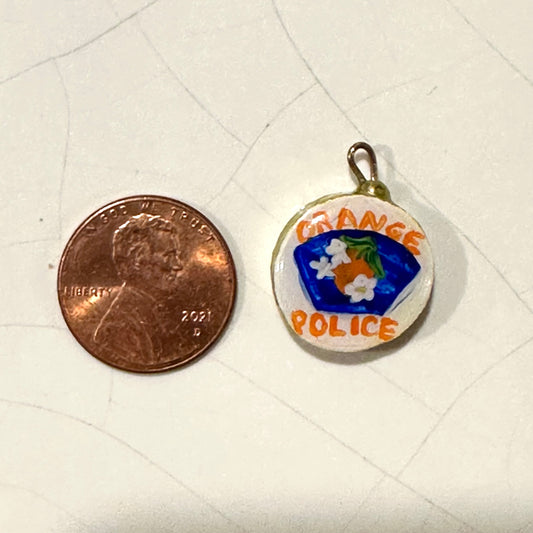 IN GOD WE TRUST
LIBERTY
2021
D
ORANGE
POLICE